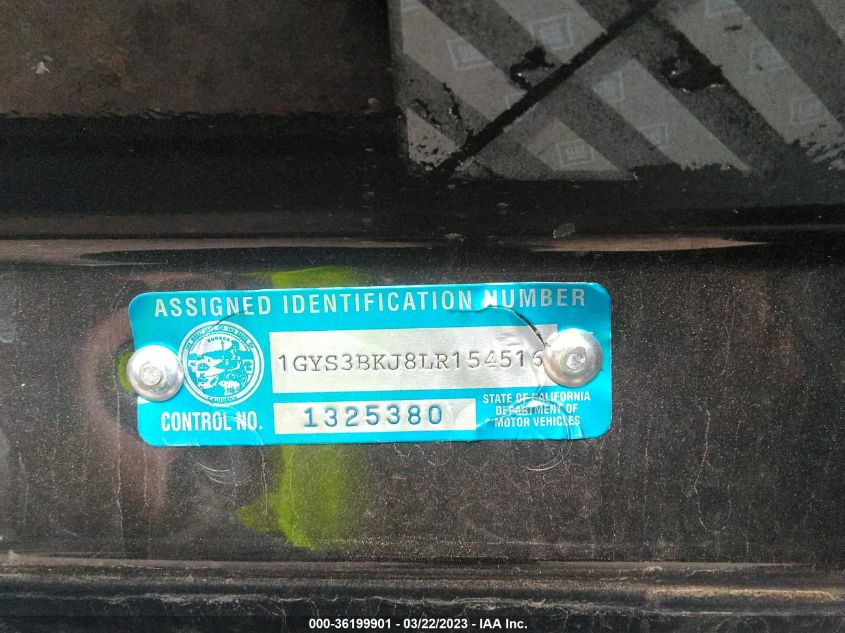 ASSIGNED IDENTIFICATION NUMBER
EUREKA
1GYS3BKJ8LR154516
CONTROL NO.
1325380
STATE OF CALIFORNIA
DEPARTMENT OF
MOTOR VEHICLES
000-36199901 - 03/22/2023 - IAA Inc.